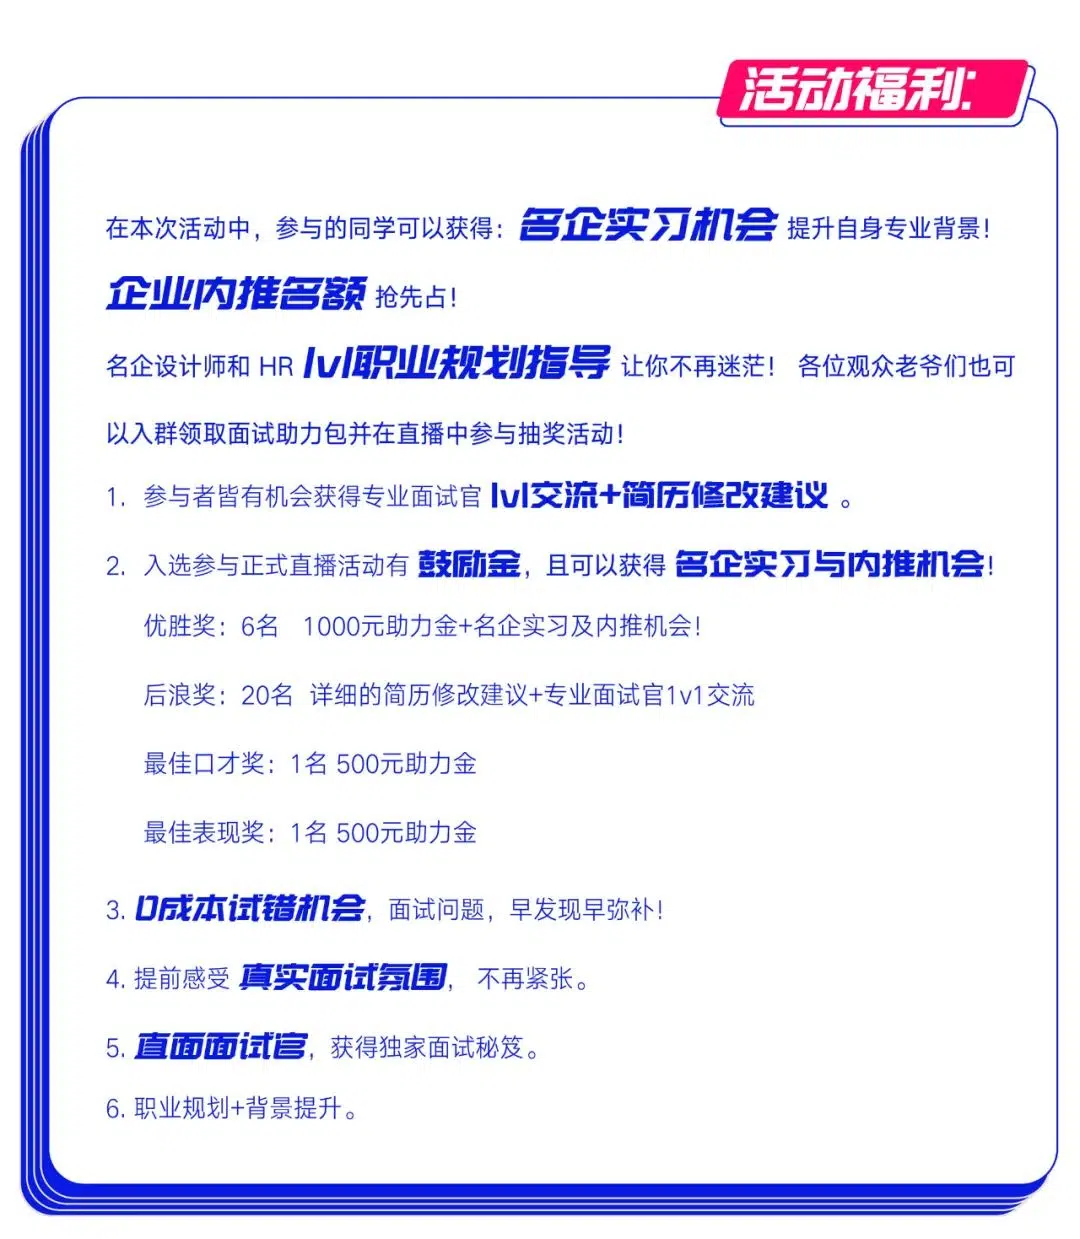 活动福利:
在本次活动中，参与的同学可以获得：名企实习机会 提升自身专业背景！
企业内推名额 抢先占！
名企设计师和 HR 1v1职业规划指导 让你不再迷茫！ 各位观众老爷们也可
以入群领取面试助力包并在直播中参与抽奖活动！
1. 参与者皆有机会获得专业面试官 1v1交流+简历修改建议 。
2. 入选参与正式直播活动有 鼓励金，且可以获得 名企实习与内推机会！
优胜奖：6名 1000元助力金+名企实习及内推机会！
后浪奖：20名 详细的简历修改建议+专业面试官1v1交流
最佳口才奖：1名 500元助力金
最佳表现奖：1名 500元助力金
3. 0成本试错机会，面试问题，早发现早弥补！
4. 提前感受 真实面试氛围， 不再紧张。
5. 直面面试官，获得独家面试秘笈。
6. 职业规划+背景提升。